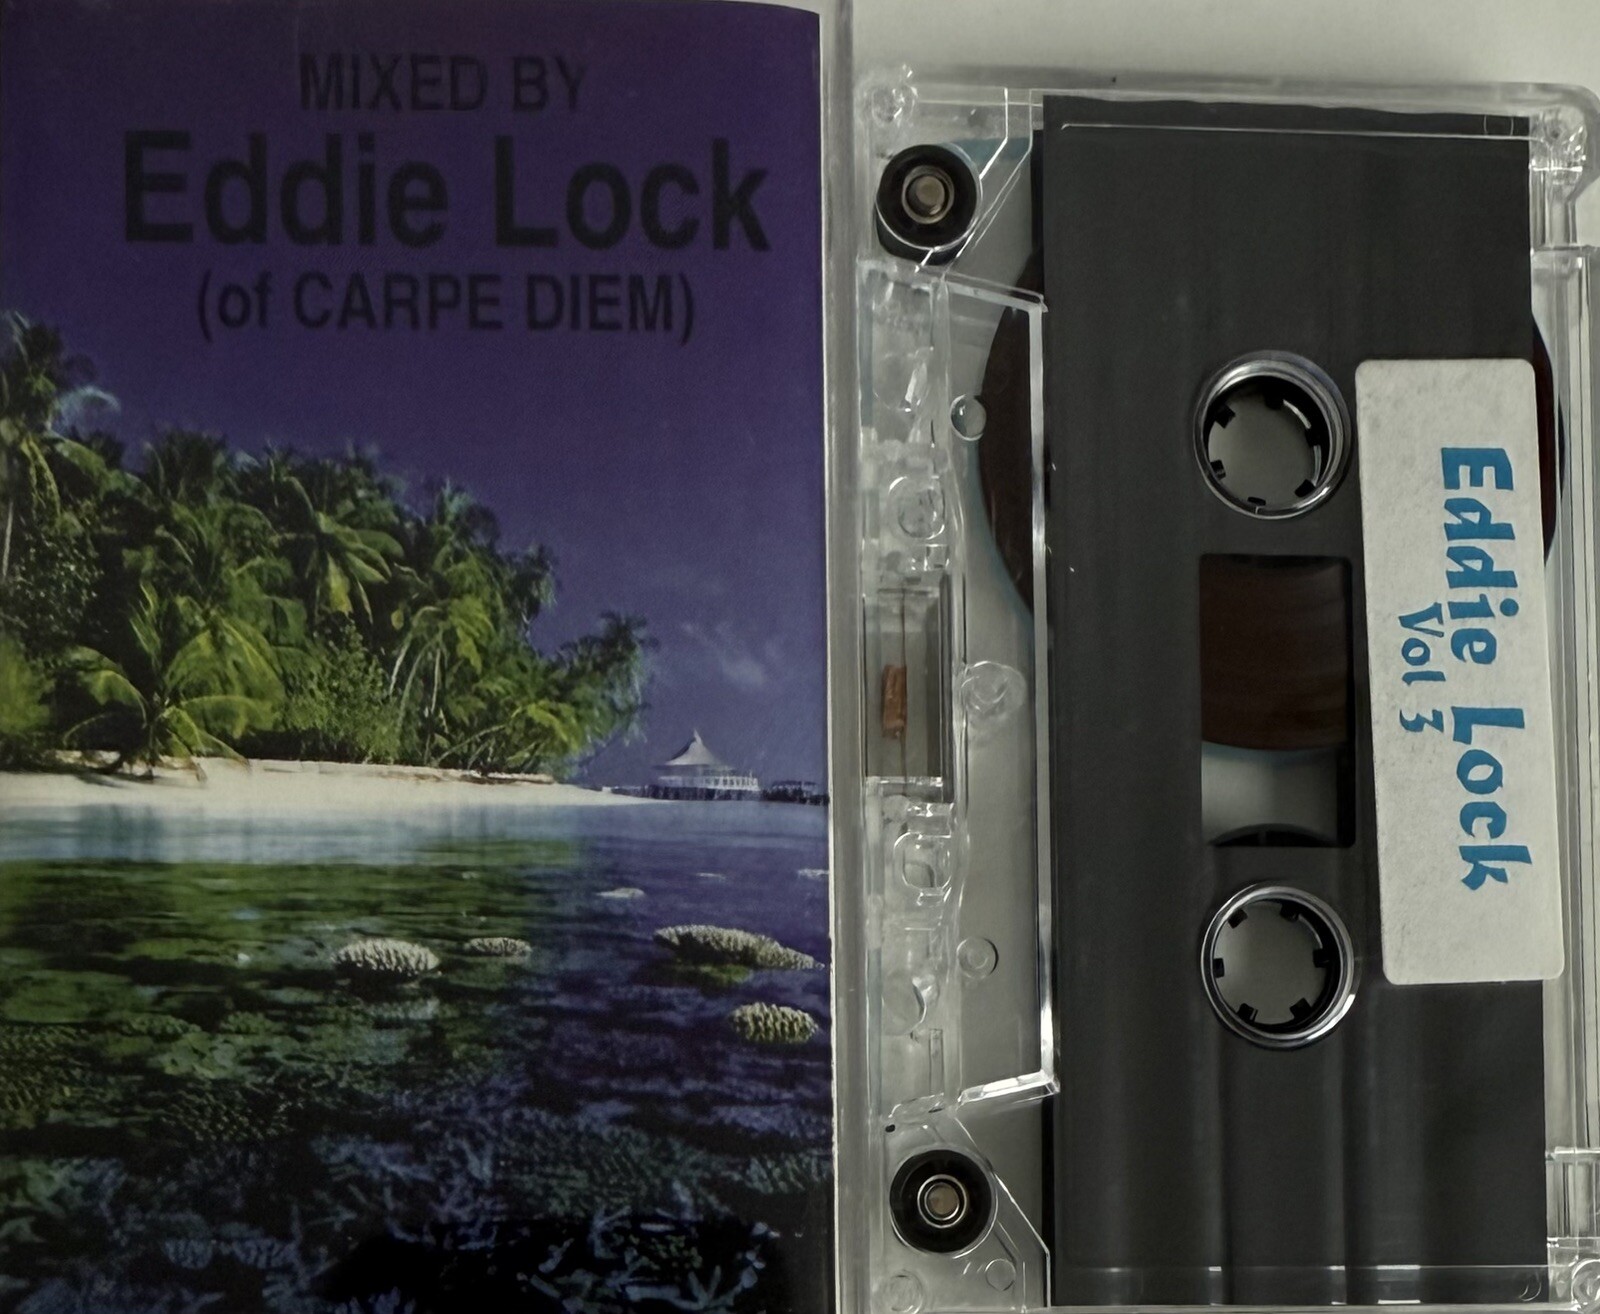 MIXED BY
Eddie Lock
(of CARPE DIEM)
Eddie Lock
Vol 3